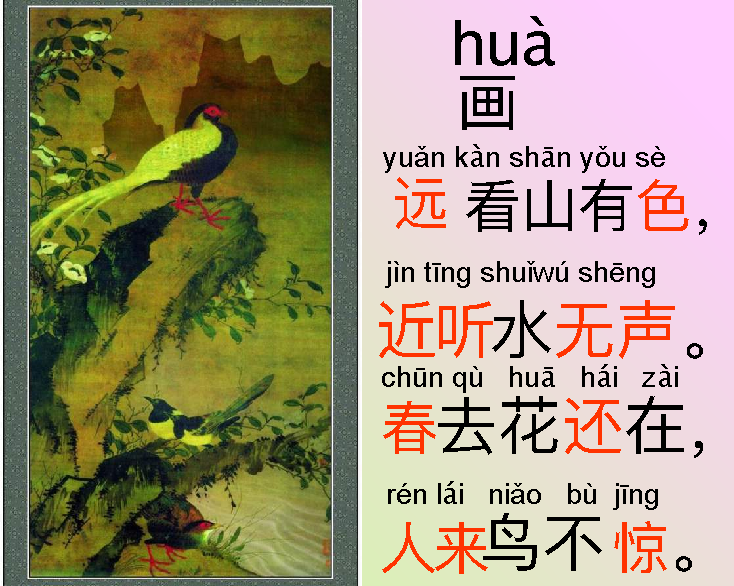 huà
画
yuǎn kàn shān yǒu sè
远看山有色，
jìn tīng shuǐwú shēng
近听水无声。
chūn qù huā hái zài
春去花还在，
rén lái niǎo bù jīng
人来鸟不惊。